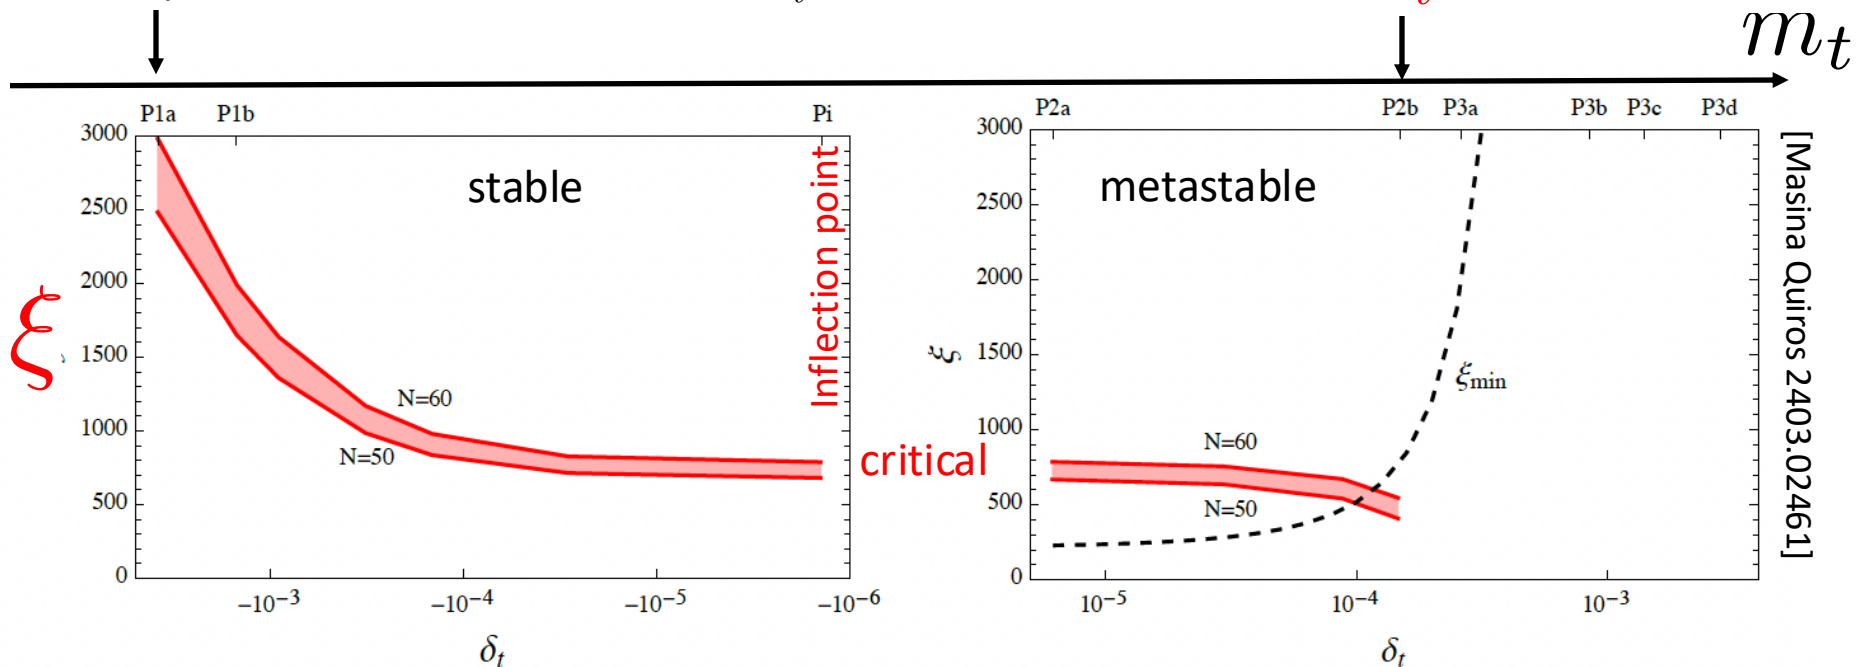 m_t
P1a P1b Pi
P2a P2b P3a P3b P3c P3d
3000
2500
2000
1500
1000
500
0
stable
Inflection point
N=60
N=50
ξ
−10⁻³ −10⁻⁴ −10⁻⁵ −10⁻⁶
δ_t
critical
3000
2500
2000
1500
1000
500
0
ξ
metastable
ξ_min
N=60
N=50
10⁻⁵ 10⁻⁴ 10⁻³
δ_t
[Masina Quiros 2403.02461]